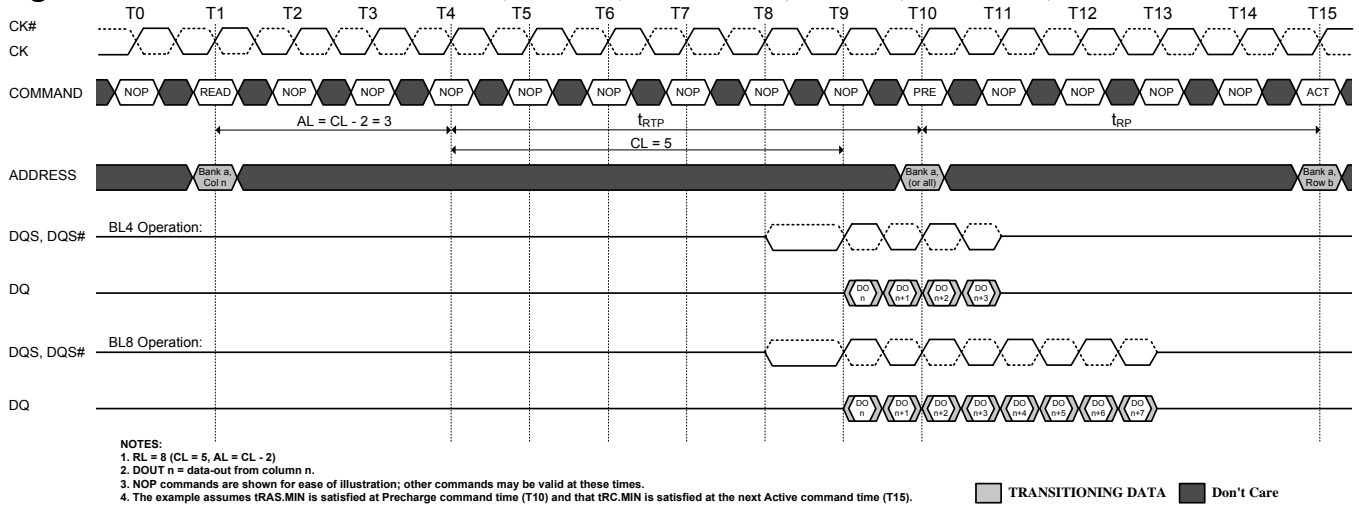 T0 T1 T2 T3 T4 T5 T6 T7 T8 T9 T10 T11 T12 T13 T14 T15
CK#
CK
COMMAND NOP READ NOP NOP NOP NOP NOP NOP NOP NOP PRE NOP NOP NOP NOP ACT
AL = CL - 2 = 3 tRTP tRP
CL = 5
ADDRESS Bank a, Col n Bank a, (or all) Bank a, Row b
BL4 Operation:
DQS, DQS#
DQ DO n DO n+1 DO n+2 DO n+3
BL8 Operation:
DQS, DQS#
DQ DO n DO n+1 DO n+2 DO n+3 DO n+4 DO n+5 DO n+6 DO n+7
NOTES:
1. RL = 8 (CL = 5, AL = CL - 2)
2. DOUT n = data-out from column n.
3. NOP commands are shown for ease of illustration; other commands may be valid at these times.
4. The example assumes tRAS.MIN is satisfied at Precharge command time (T10) and that tRC.MIN is satisfied at the next Active command time (T15).
TRANSITIONING DATA Don't Care